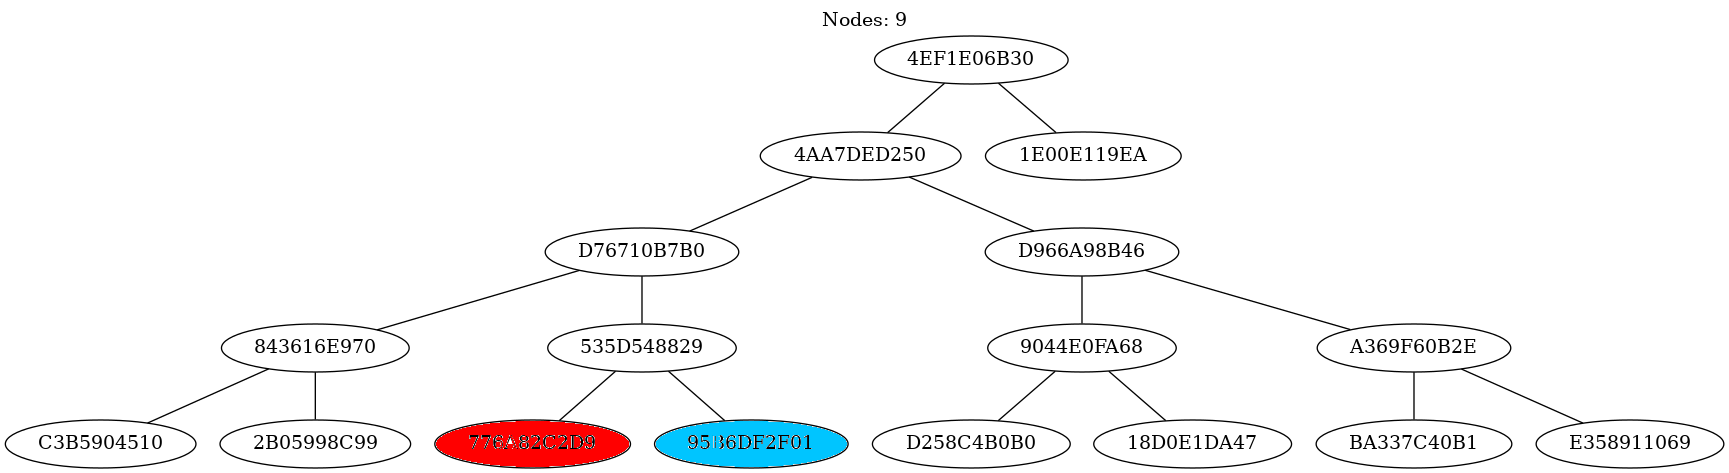 Nodes: 9
4EF1E06B30
4AA7DED250
1E00E119EA
D76710B7B0
D966A98B46
843616E970
535D548829
9044E0FA68
A369F60B2E
C3B5904510
2B05998C99
776A82C2D9
95B6DF2F01
D258C4B0B0
18D0E1DA47
BA337C40B1
E358911069